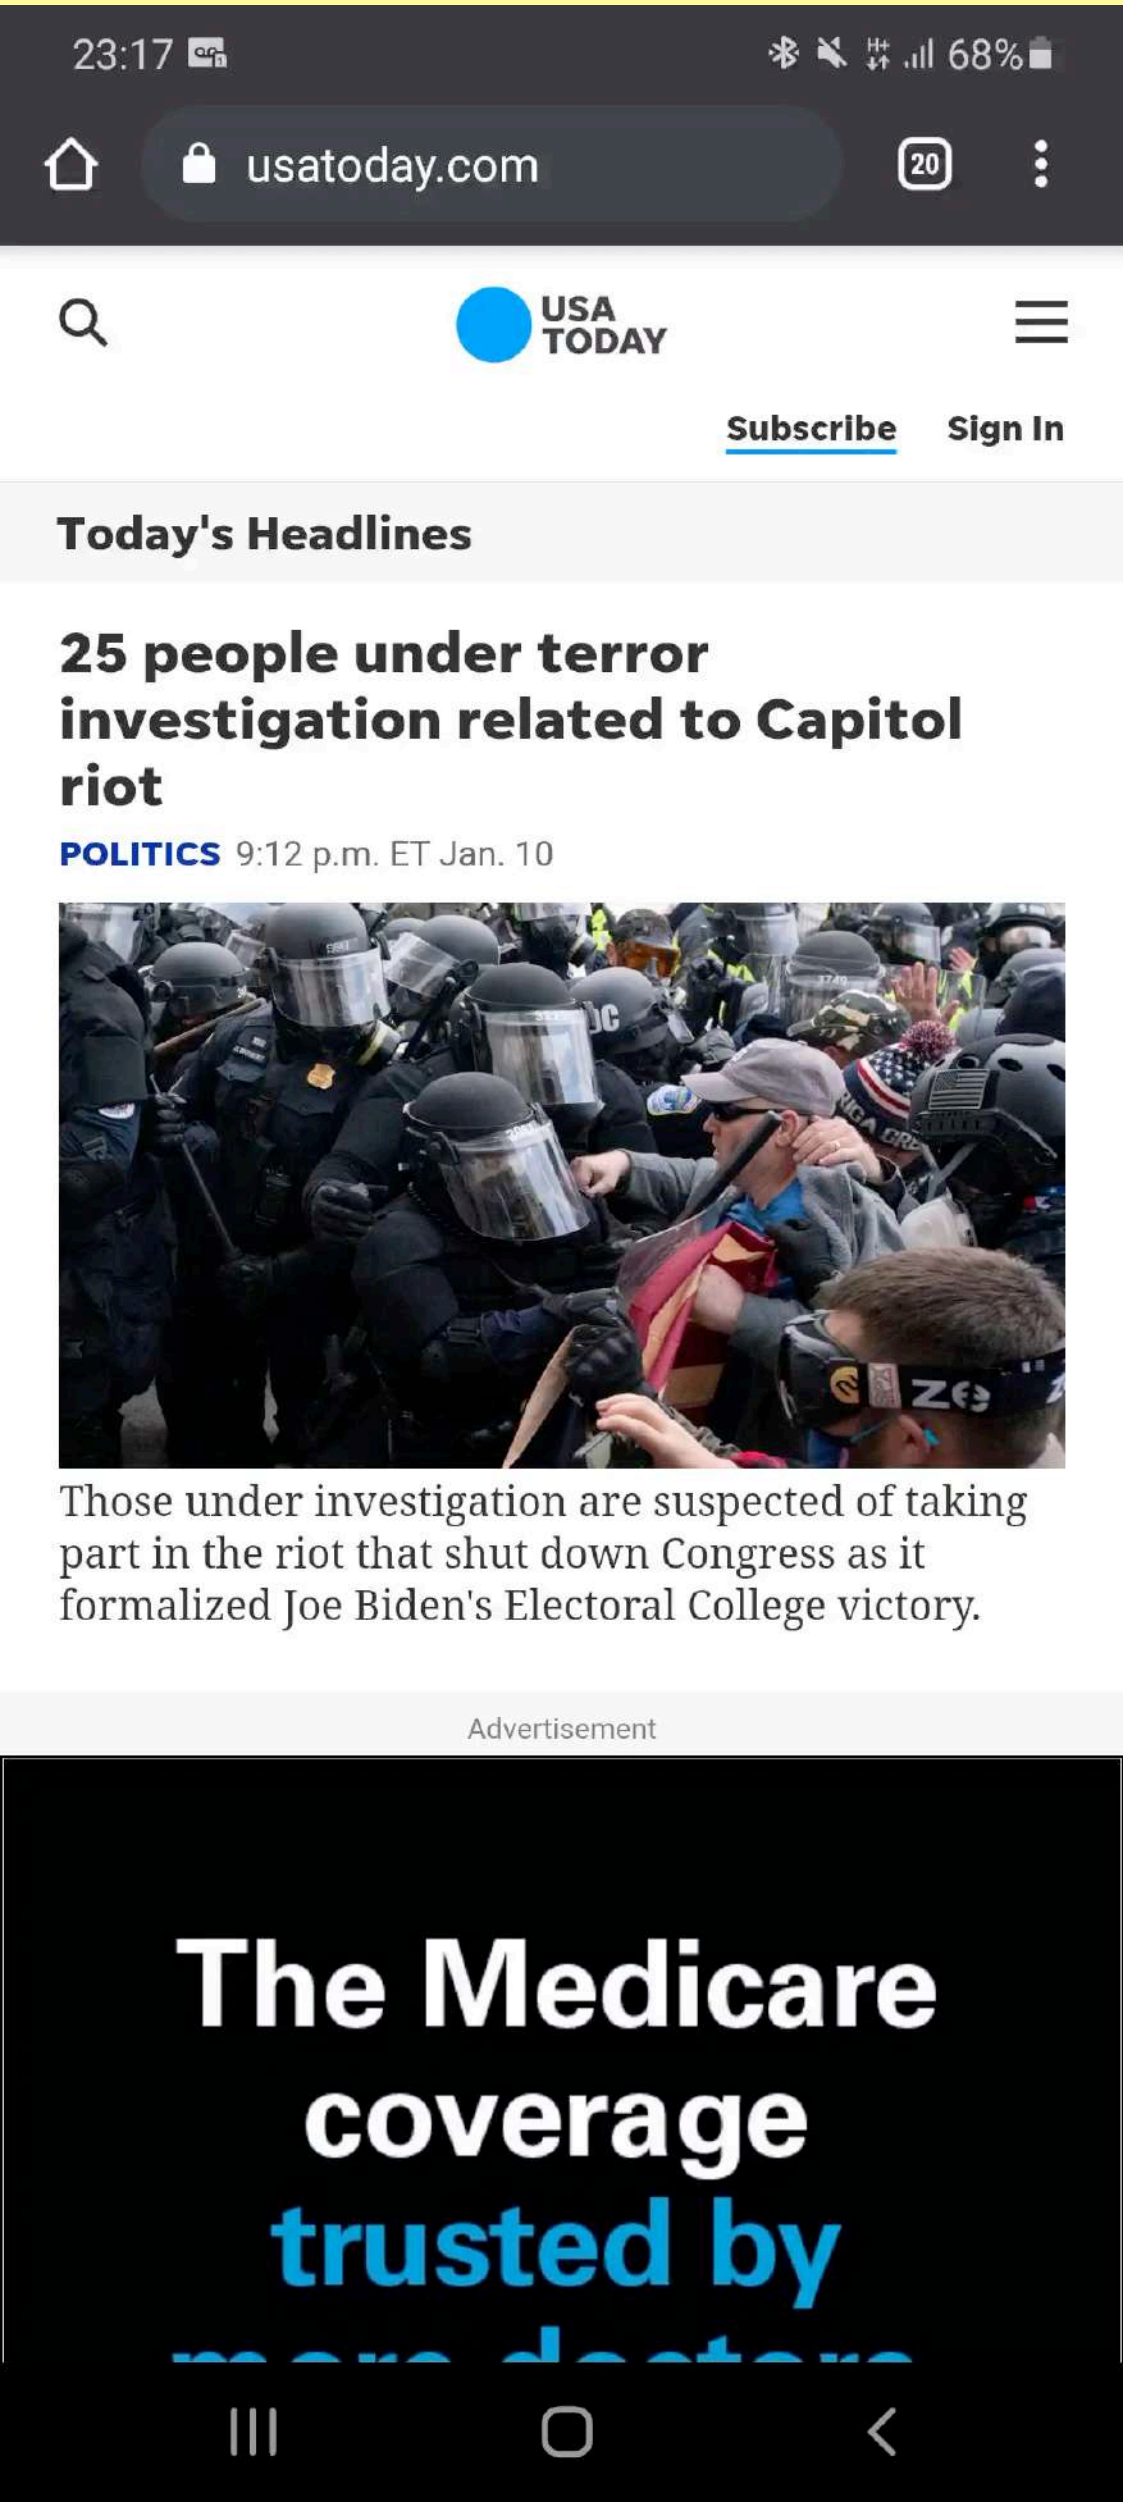 23:17
H+ 68%
usatoday.com
20
USA
TODAY
Subscribe Sign In
Today's Headlines
25 people under terror
investigation related to Capitol
riot
POLITICS 9:12 p.m. ET Jan. 10
Those under investigation are suspected of taking
part in the riot that shut down Congress as it
formalized Joe Biden's Electoral College victory.
Advertisement
The Medicare
coverage
trusted by
more doctors